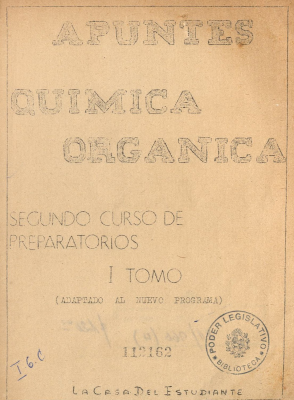 APUNTES
QUIMICA
ORGANICA
SEGUNDO CURSO DE
PREPARATORIOS
I TOMO
(ADAPTADO AL NUEVO PROGRAMA)
112162
I6.C
PODER LEGISLATIVO
BIBLIOTECA
LA CASA DEL ESTUDIANTE